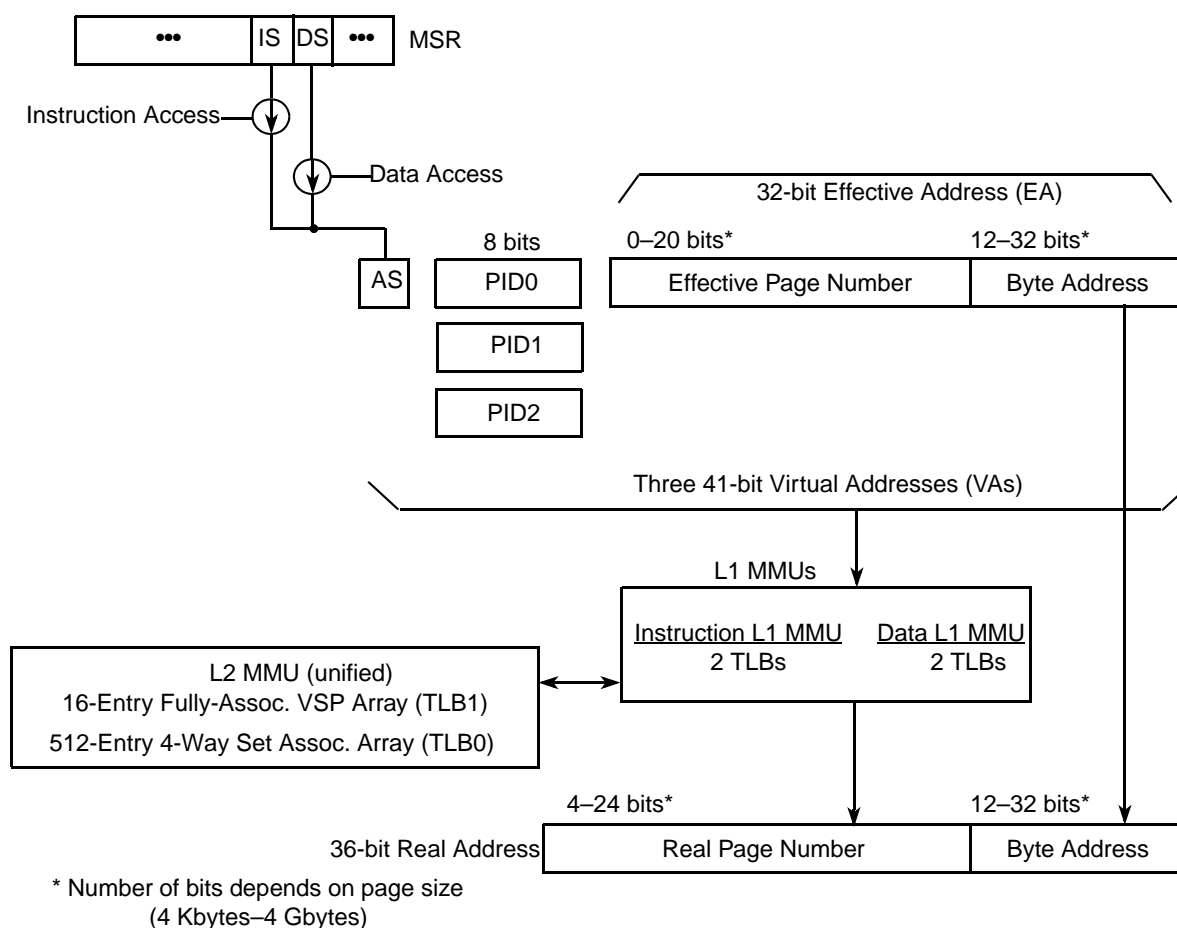 ••• IS DS ••• MSR
Instruction Access
Data Access
32-bit Effective Address (EA)
8 bits 0–20 bits* 12–32 bits*
AS PID0 Effective Page Number Byte Address
PID1
PID2
Three 41-bit Virtual Addresses (VAs)
L1 MMUs
Instruction L1 MMU Data L1 MMU
2 TLBs 2 TLBs
L2 MMU (unified)
16-Entry Fully-Assoc. VSP Array (TLB1)
512-Entry 4-Way Set Assoc. Array (TLB0)
4–24 bits* 12–32 bits*
36-bit Real Address Real Page Number Byte Address
* Number of bits depends on page size
(4 Kbytes–4 Gbytes)